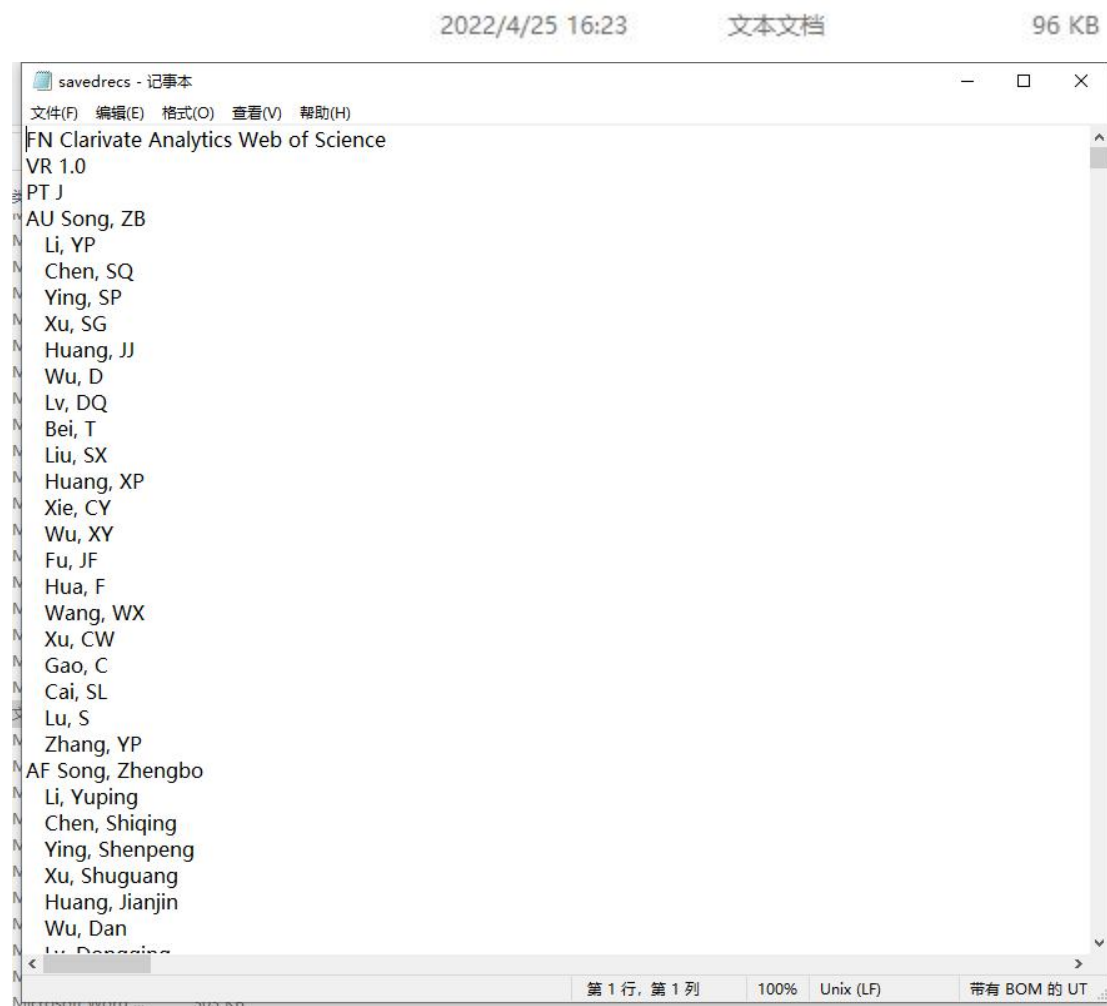 2022/4/25 16:23 文本文档 96 KB
savedrecs - 记事本
文件(F) 编辑(E) 格式(O) 查看(V) 帮助(H)
FN Clarivate Analytics Web of Science
VR 1.0
PT J
AU Song, ZB
Li, YP
Chen, SQ
Ying, SP
Xu, SG
Huang, JJ
Wu, D
Lv, DQ
Bei, T
Liu, SX
Huang, XP
Xie, CY
Wu, XY
Fu, JF
Hua, F
Wang, WX
Xu, CW
Gao, C
Cai, SL
Lu, S
Zhang, YP
AF Song, Zhengbo
Li, Yuping
Chen, Shiqing
Ying, Shenpeng
Xu, Shuguang
Huang, Jianjin
Wu, Dan
Lv, Dongqing
第 1 行，第 1 列 100% Unix (LF) 带有 BOM 的 UT